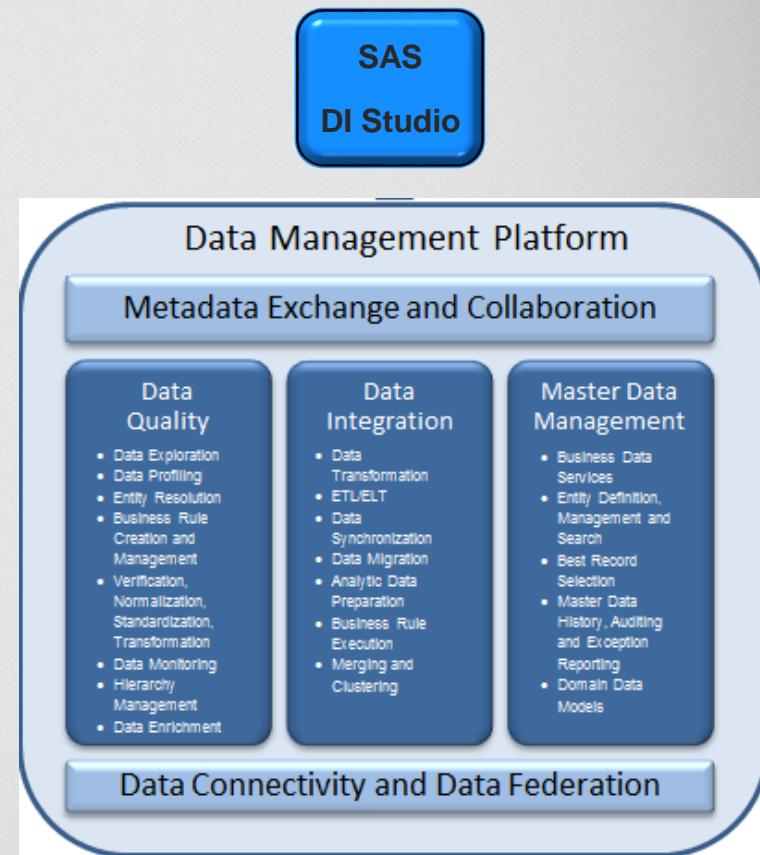 SAS
DI Studio
Data Management Platform
Metadata Exchange and Collaboration
Data
Quality
• Data Exploration
• Data Profiling
• Entity Resolution
• Business Rule
Creation and
Management
• Verification,
Normalization,
Standardization,
Transformation
• Data Monitoring
• Hierarchy
Management
• Data Enrichment
Data
Integration
• Data
Transformation
• ETL/ELT
• Data
Synchronization
• Data Migration
• Analytic Data
Preparation
• Business Rule
Execution
• Merging and
Clustering
Master Data
Management
• Business Data
Services
• Entity Definition,
Management and
Search
• Best Record
Selection
• Master Data
History, Auditing
and Exception
Reporting
• Domain Data
Models
Data Connectivity and Data Federation